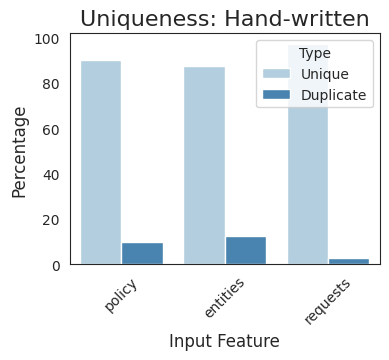 Uniqueness: Hand-written
Type
Unique
Duplicate
Percentage
100
80
60
40
20
0
policy
entities
requests
Input Feature